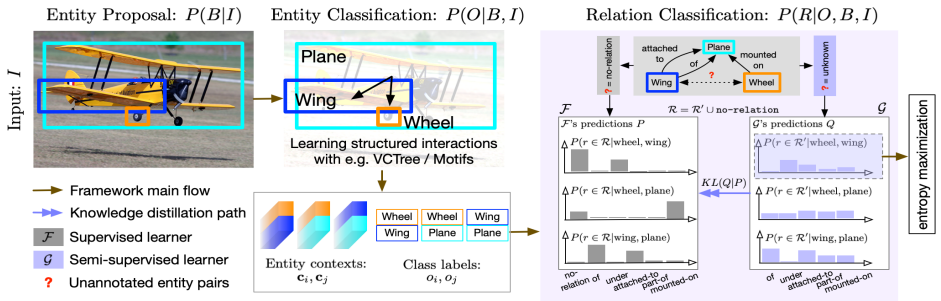 Entity Proposal: P(B|I)
Input: I
Entity Classification: P(O|B, I)
Plane
Wing
Wheel
Learning structured interactions
with e.g. VCTree / Motifs
Framework main flow
Knowledge distillation path
F Supervised learner
G Semi-supervised learner
? Unannotated entity pairs
Wheel Wheel Wing
Wing Plane Plane
Entity contexts:
c_i, c_j
Class labels:
o_i, o_j
Relation Classification: P(R|O, B, I)
? = no-relation
attached
to
Plane
of
?
mounted
on
Wing
Wheel
? = unknown
F
R = R′ ∪ no-relation
G
F's predictions P
P(r ∈ R|wheel, wing)
P(r ∈ R|wheel, plane)
P(r ∈ R|wing, plane)
no-relation
of
under
attached-to
part-of
mounted-on
KL(Q|P)
G's predictions Q
P(r ∈ R′|wheel, wing)
P(r ∈ R′|wheel, plane)
P(r ∈ R′|wing, plane)
of
under
attached-to
part-of
mounted-on
entropy maximization